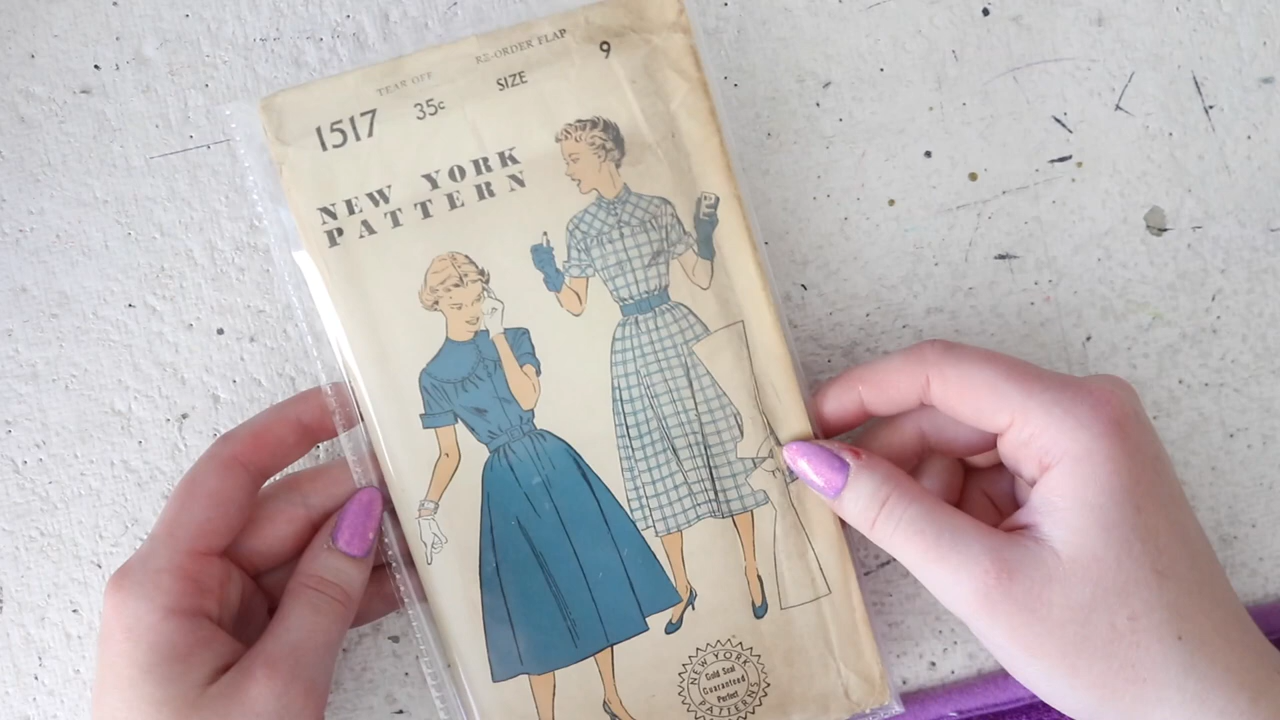 TEAR OFF RE-ORDER FLAP
1517 35c SIZE 9
NEW YORK
PATTERN
NEW YORK
Gold Seal
Guaranteed
Perfect
PATTERNS